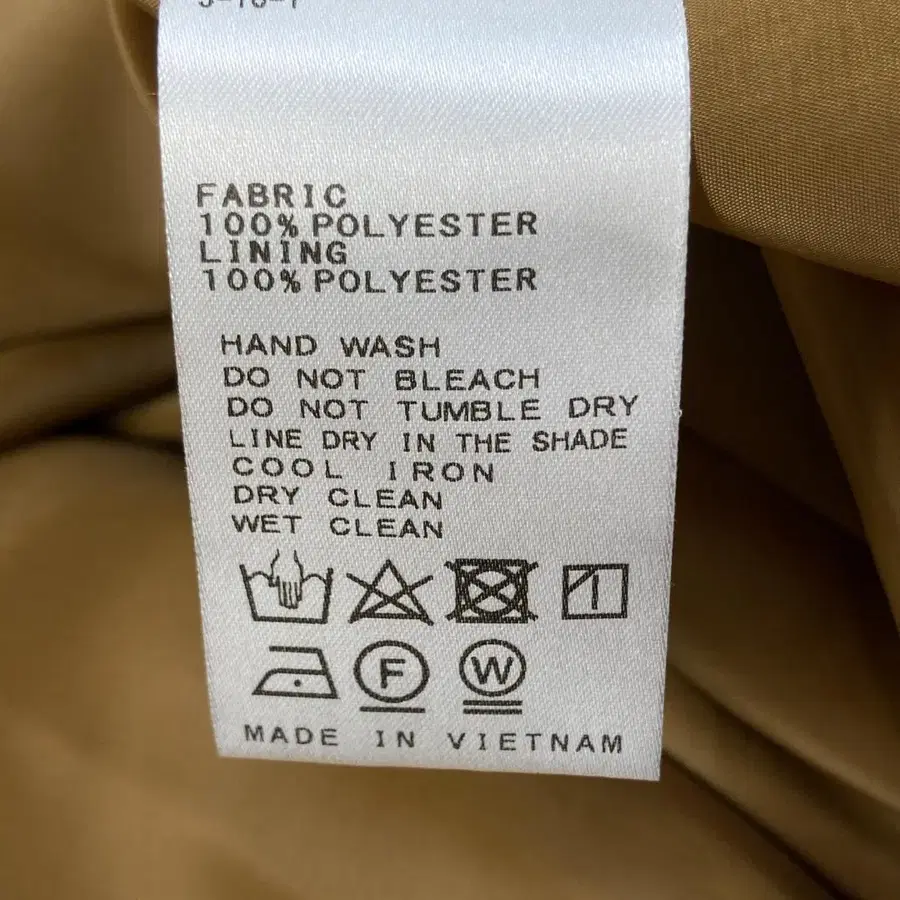 FABRIC
100% POLYESTER
LINING
100% POLYESTER
HAND WASH
DO NOT BLEACH
DO NOT TUMBLE DRY
LINE DRY IN THE SHADE
COOL IRON
DRY CLEAN
WET CLEAN
F W
MADE IN VIETNAM